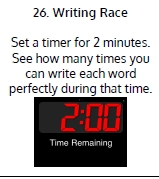 26. Writing Race
Set a timer for 2 minutes.
See how many times you
can write each word
perfectly during that time.
2:00
Time Remaining